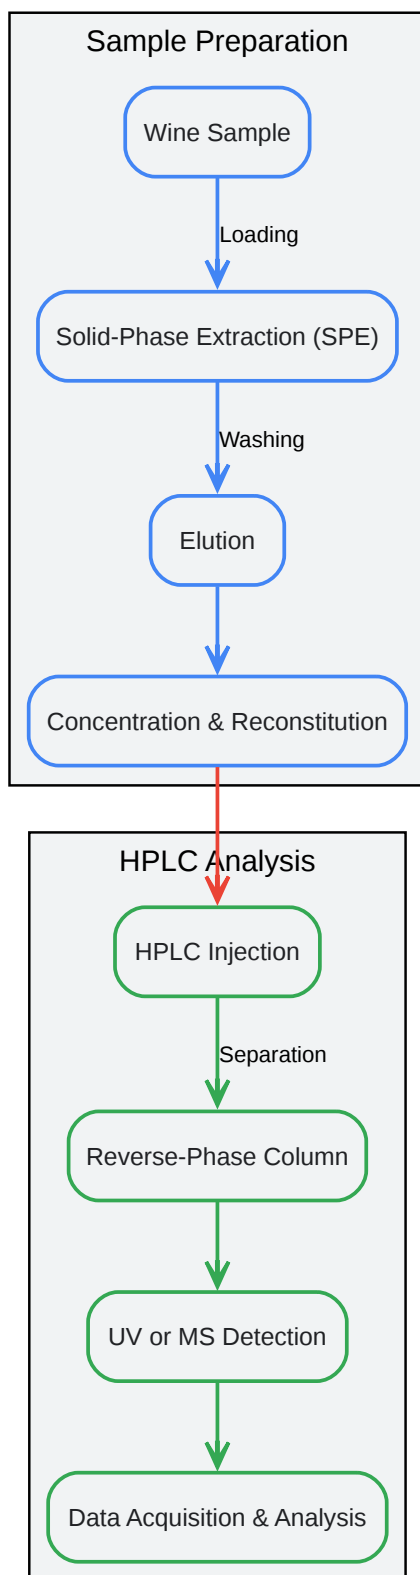 Sample Preparation
Wine Sample
Loading
Solid-Phase Extraction (SPE)
Washing
Elution
Concentration & Reconstitution
HPLC Analysis
HPLC Injection
Separation
Reverse-Phase Column
UV or MS Detection
Data Acquisition & Analysis